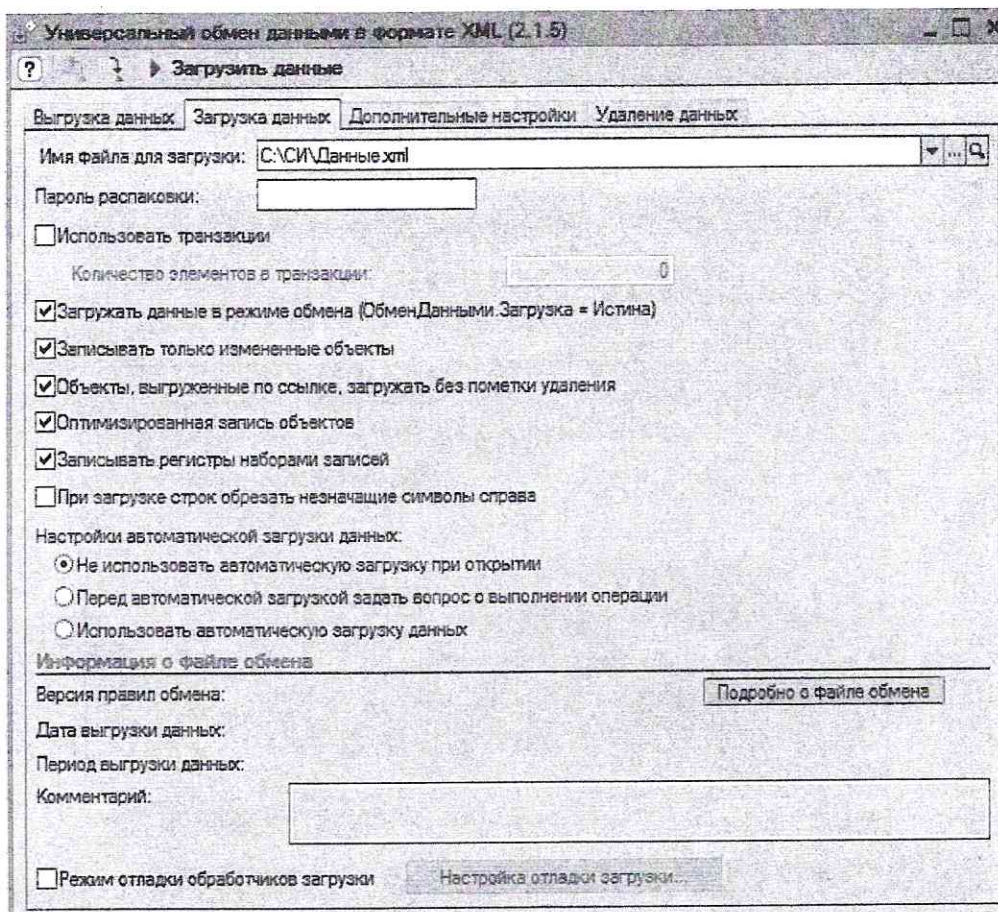 Универсальный обмен данными в формате XML (2.1.5)
? Загрузить данные
Выгрузка данных Загрузка данных Дополнительные настройки Удаление данных
Имя файла для загрузки: C:\СИ\Данные.xml ...
Пароль распаковки:
Использовать транзакции
Количество элементов в транзакции: 0
Загружать данные в режиме обмена (ОбменДанными.Загрузка = Истина)
Записывать только измененные объекты
Объекты, выгруженные по ссылке, загружать без пометки удаления
Оптимизированная запись объектов
Записывать регистры наборами записей
При загрузке строк обрезать незначащие символы справа
Настройки автоматической загрузки данных:
Не использовать автоматическую загрузку при открытии
Перед автоматической загрузкой задать вопрос о выполнении операции
Использовать автоматическую загрузку данных
Информация о файле обмена
Версия правил обмена: Подробно о файле обмена
Дата выгрузки данных:
Период выгрузки данных:
Комментарий:
Режим отладки обработчиков загрузки Настройка отладки загрузки...